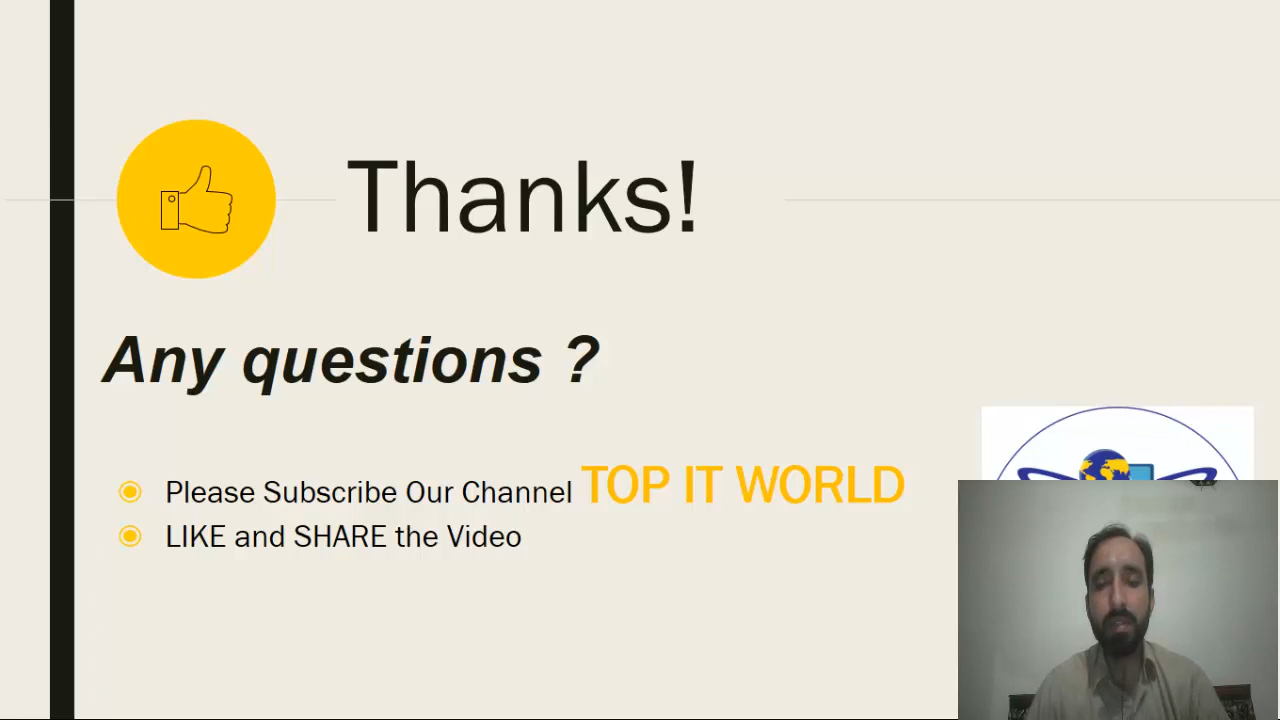 Thanks!
Any questions ?
Please Subscribe Our Channel TOP IT WORLD
LIKE and SHARE the Video